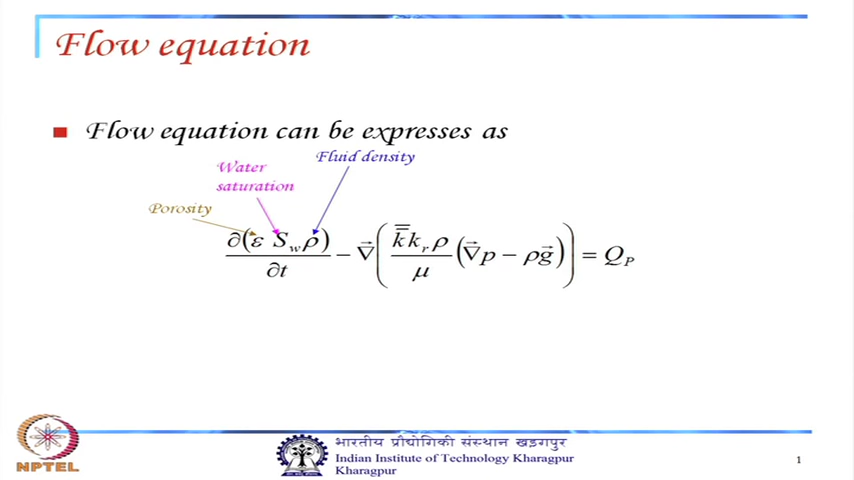 Flow equation
Flow equation can be expresses as
Fluid density
Water
saturation
Porosity
∂(ε S_w ρ)/∂t − ∇⃗( (k̿ k_r ρ)/μ (∇⃗p − ρg⃗) ) = Q_P
NPTEL
भारतीय प्रौद्योगिकी संस्थान खड़गपुर
Indian Institute of Technology Kharagpur
Kharagpur
1